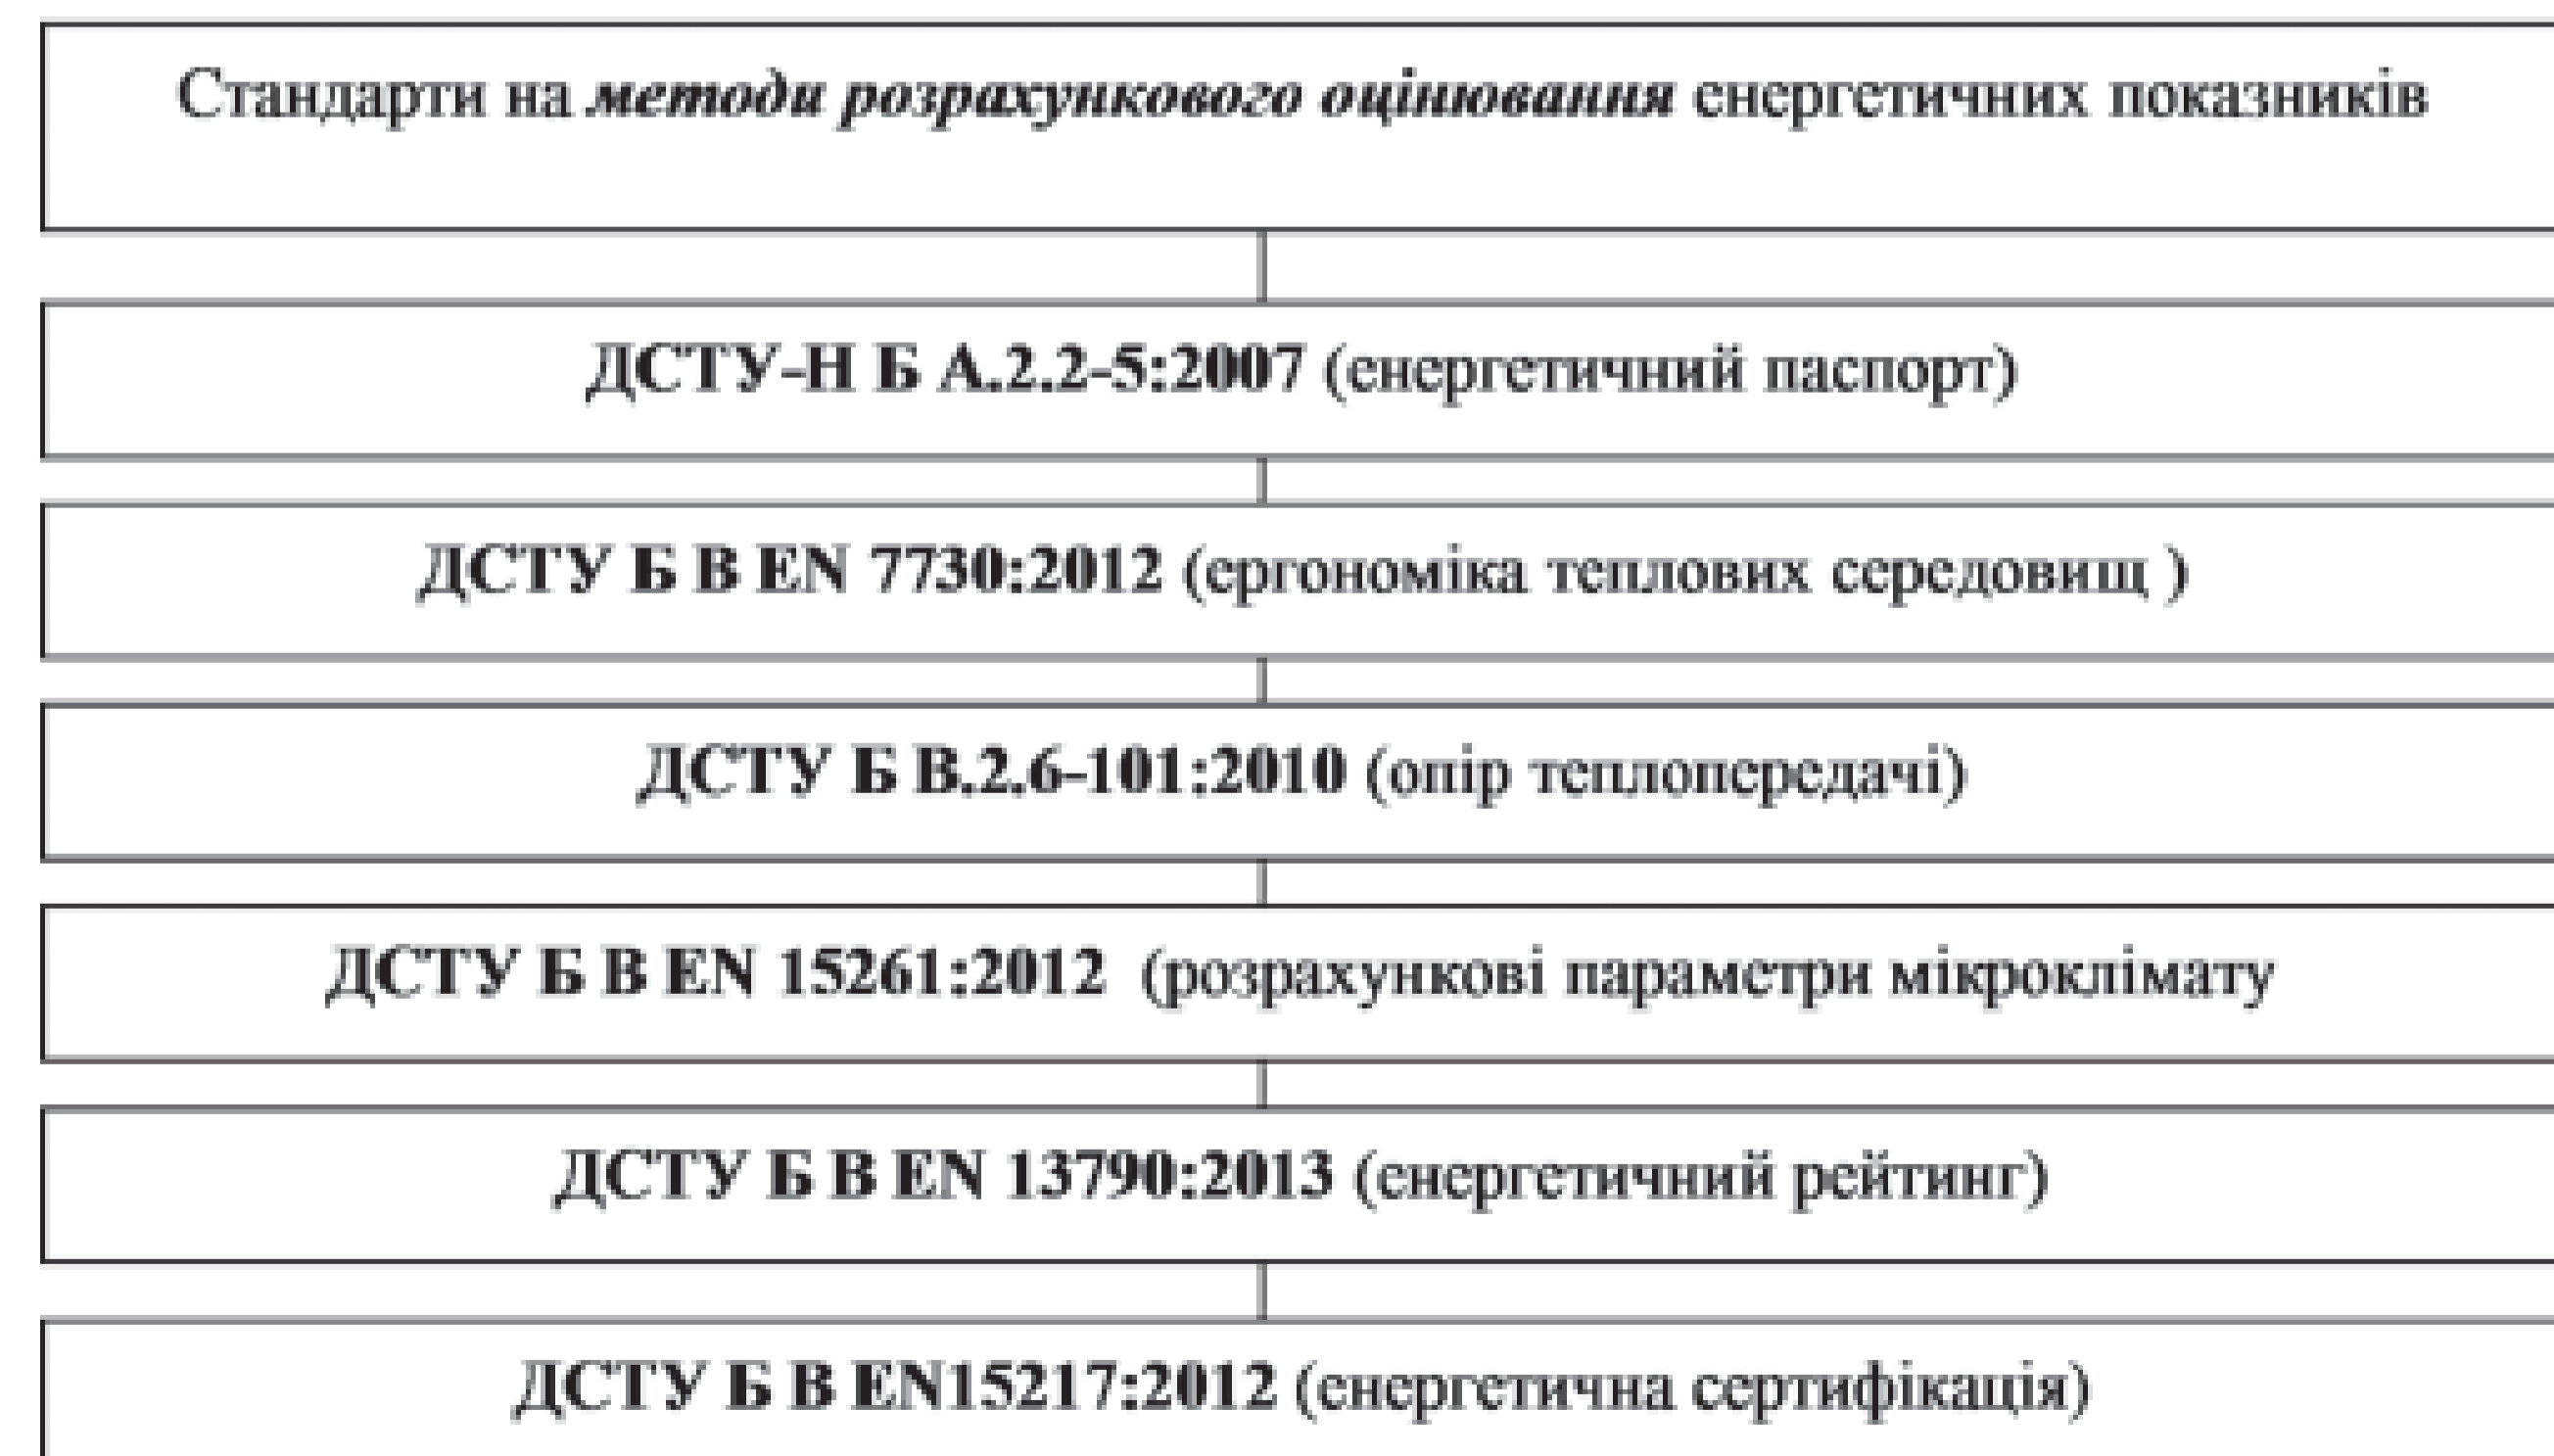 Стандарти на методи розрахункового оцінювання енергетичних показників
ДСТУ-Н Б А.2.2-5:2007 (енергетичний паспорт)
ДСТУ Б В EN 7730:2012 (ергономіка теплових середовищ )
ДСТУ Б В.2.6-101:2010 (опір теплопередачі)
ДСТУ Б В EN 15261:2012 (розрахункові параметри мікроклімату
ДСТУ Б В EN 13790:2013 (енергетичний рейтинг)
ДСТУ Б В EN15217:2012 (енергетична сертифікація)